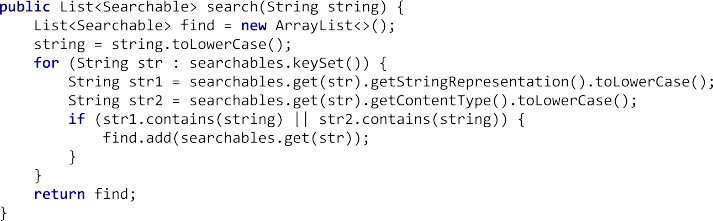 public List<Searchable> search(String string) {
    List<Searchable> find = new ArrayList<>();
    string = string.toLowerCase();
    for (String str : searchables.keySet()) {
        String str1 = searchables.get(str).getStringRepresentation().toLowerCase();
        String str2 = searchables.get(str).getContentType().toLowerCase();
        if (str1.contains(string) || str2.contains(string)) {
            find.add(searchables.get(str));
        }
    }
    return find;
}